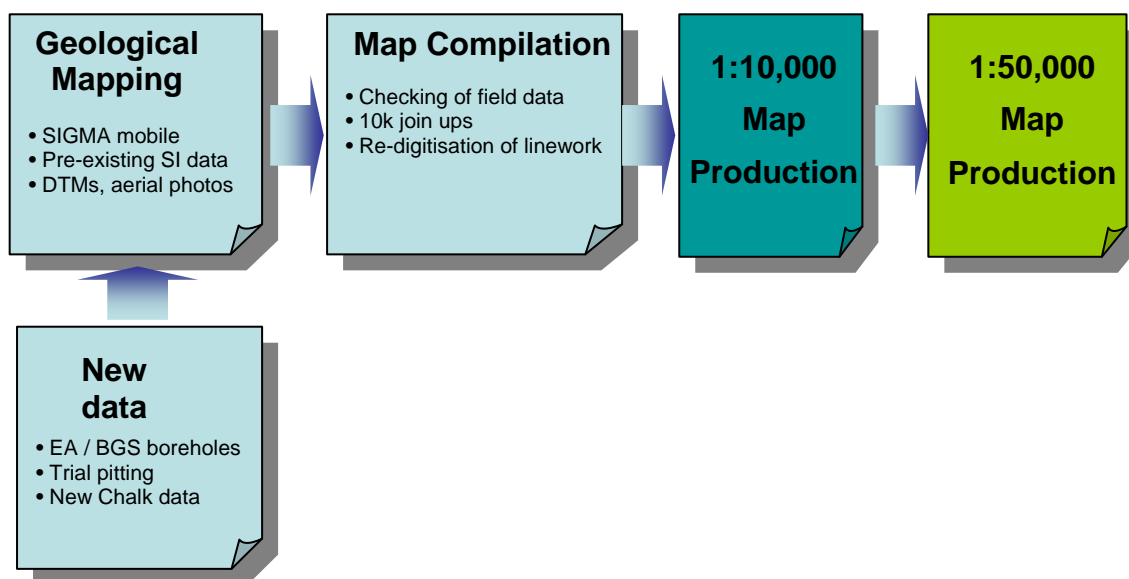 Geological
Mapping
• SIGMA mobile
• Pre-existing SI data
• DTMs, aerial photos
Map Compilation
• Checking of field data
• 10k join ups
• Re-digitisation of linework
1:10,000
Map
Production
1:50,000
Map
Production
New
data
• EA / BGS boreholes
• Trial pitting
• New Chalk data